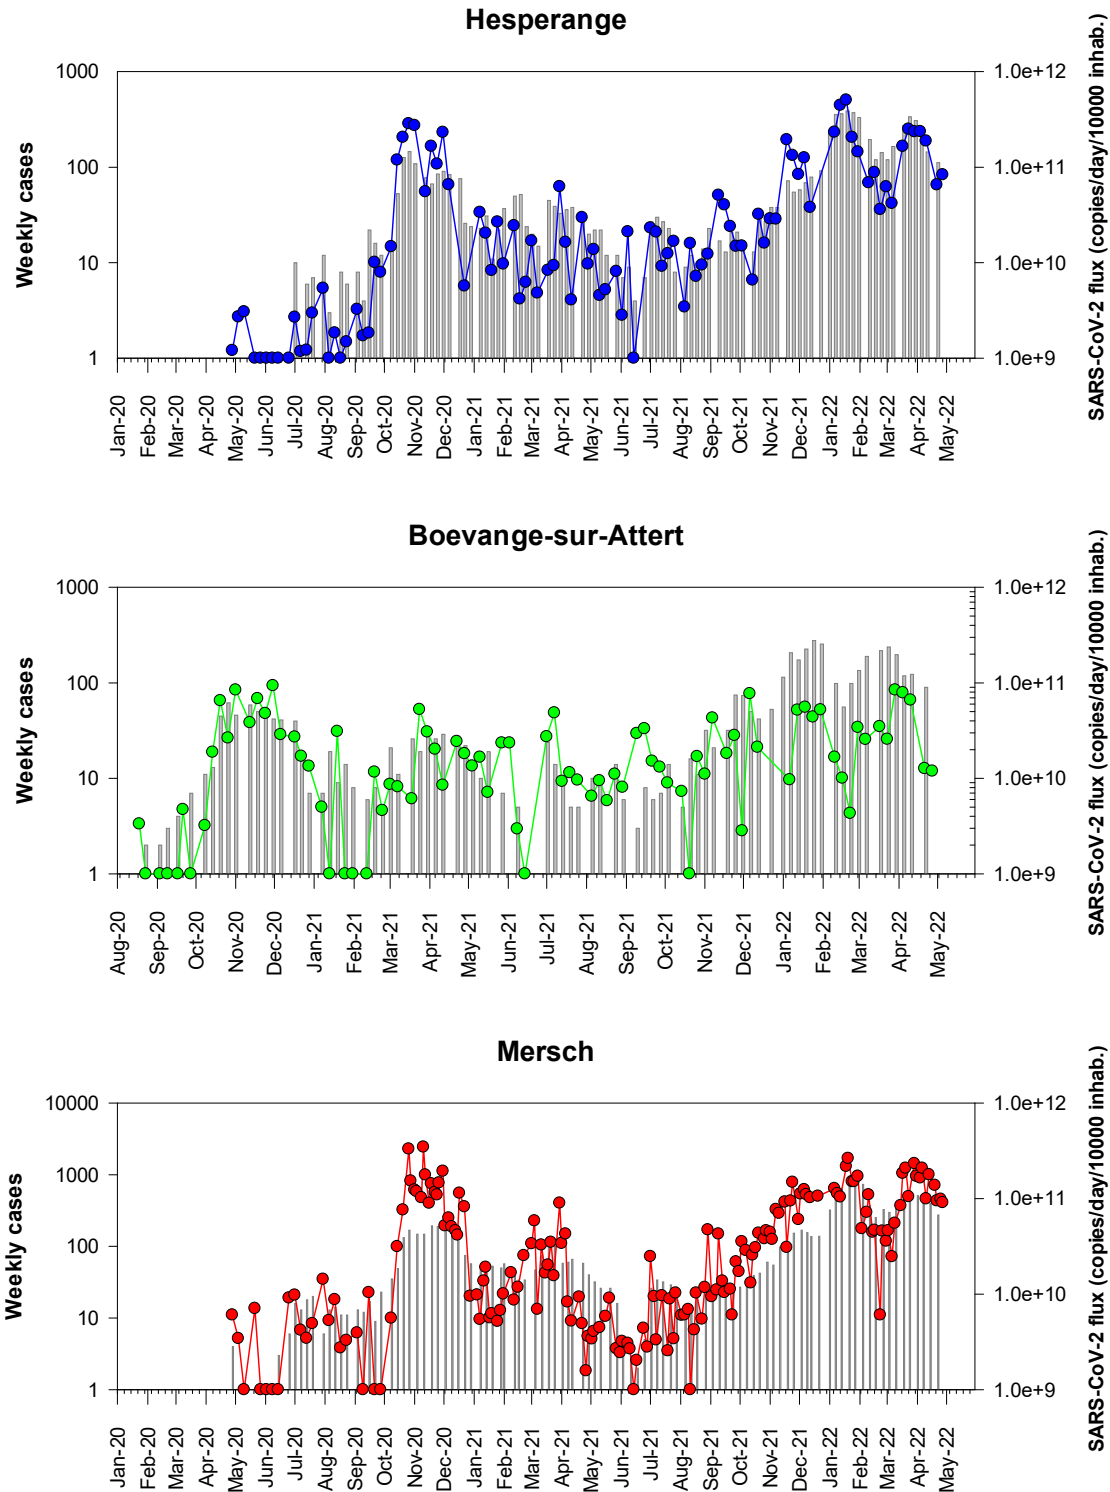 Hesperange
Weekly cases
1000
100
10
1
1.0e+12
1.0e+11
1.0e+10
1.0e+9
SARS-CoV-2 flux (copies/day/10000 inhab.)
Jan-20
Feb-20
Mar-20
Apr-20
May-20
Jun-20
Jul-20
Aug-20
Sep-20
Oct-20
Nov-20
Dec-20
Jan-21
Feb-21
Mar-21
Apr-21
May-21
Jun-21
Jul-21
Aug-21
Sep-21
Oct-21
Nov-21
Dec-21
Jan-22
Feb-22
Mar-22
Apr-22
May-22
Boevange-sur-Attert
Weekly cases
1000
100
10
1
1.0e+12
1.0e+11
1.0e+10
1.0e+9
SARS-CoV-2 flux (copies/day/10000 inhab.)
Aug-20
Sep-20
Oct-20
Nov-20
Dec-20
Jan-21
Feb-21
Mar-21
Apr-21
May-21
Jun-21
Jul-21
Aug-21
Sep-21
Oct-21
Nov-21
Dec-21
Jan-22
Feb-22
Mar-22
Apr-22
May-22
Mersch
Weekly cases
10000
1000
100
10
1
1.0e+12
1.0e+11
1.0e+10
1.0e+9
SARS-CoV-2 flux (copies/day/10000 inhab.)
Jan-20
Feb-20
Mar-20
Apr-20
May-20
Jun-20
Jul-20
Aug-20
Sep-20
Oct-20
Nov-20
Dec-20
Jan-21
Feb-21
Mar-21
Apr-21
May-21
Jun-21
Jul-21
Aug-21
Sep-21
Oct-21
Nov-21
Dec-21
Jan-22
Feb-22
Mar-22
Apr-22
May-22